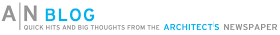 A|N BLOG
QUICK HITS AND BIG THOUGHTS FROM THE ARCHITECT'S NEWSPAPER